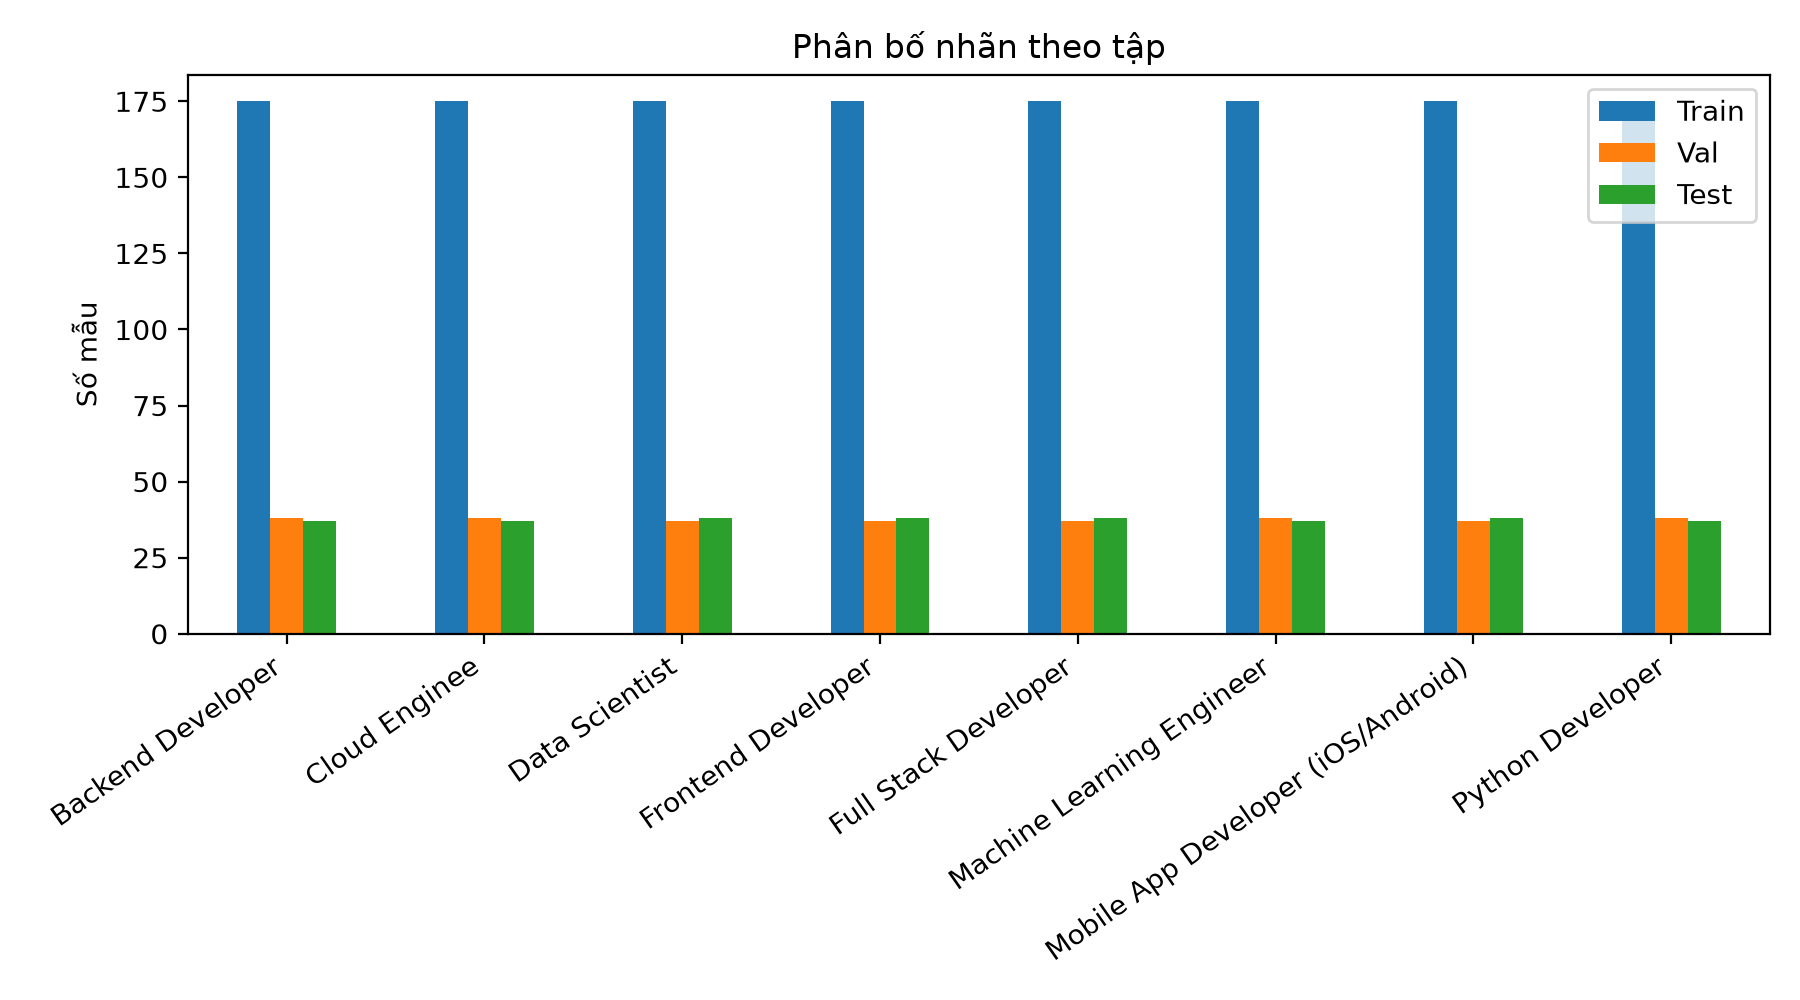 Phân bố nhãn theo tập
Train
Val
Test
Số mẫu
175
150
125
100
75
50
25
0
Backend Developer
Cloud Enginee
Data Scientist
Frontend Developer
Full Stack Developer
Machine Learning Engineer
Mobile App Developer (iOS/Android)
Python Developer